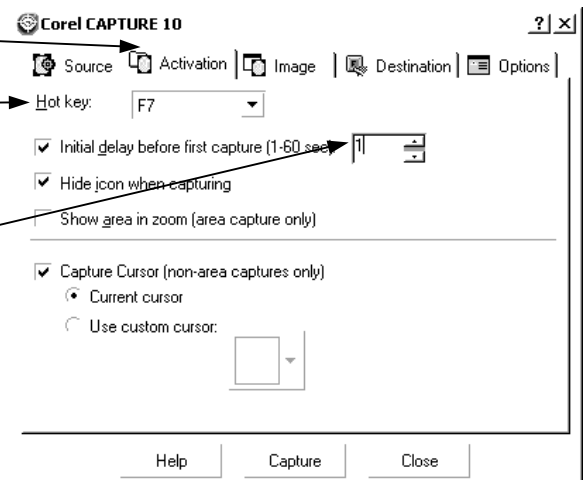 Corel CAPTURE 10 ? ×
Source Activation Image Destination Options
Hot key: F7
Initial delay before first capture (1-60 sec) 1
Hide icon when capturing
Show area in zoom (area capture only)
Capture Cursor (non-area captures only)
Current cursor
Use custom cursor:
Help Capture Close